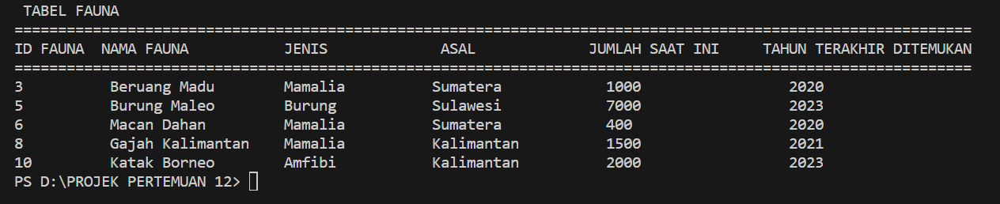 TABEL FAUNA
==============================================================================================================
ID FAUNA  NAMA FAUNA           JENIS             ASAL             JUMLAH SAAT INI     TAHUN TERAKHIR DITEMUKAN
==============================================================================================================
3          Beruang Madu        Mamalia          Sumatera            1000                 2020
5          Burung Maleo        Burung           Sulawesi            7000                 2023
6          Macan Dahan         Mamalia          Sumatera            400                  2020
8          Gajah Kalimantan    Mamalia          Kalimantan          1500                 2021
10         Katak Borneo        Amfibi           Kalimantan          2000                 2023
PS D:\PROJEK PERTEMUAN 12>